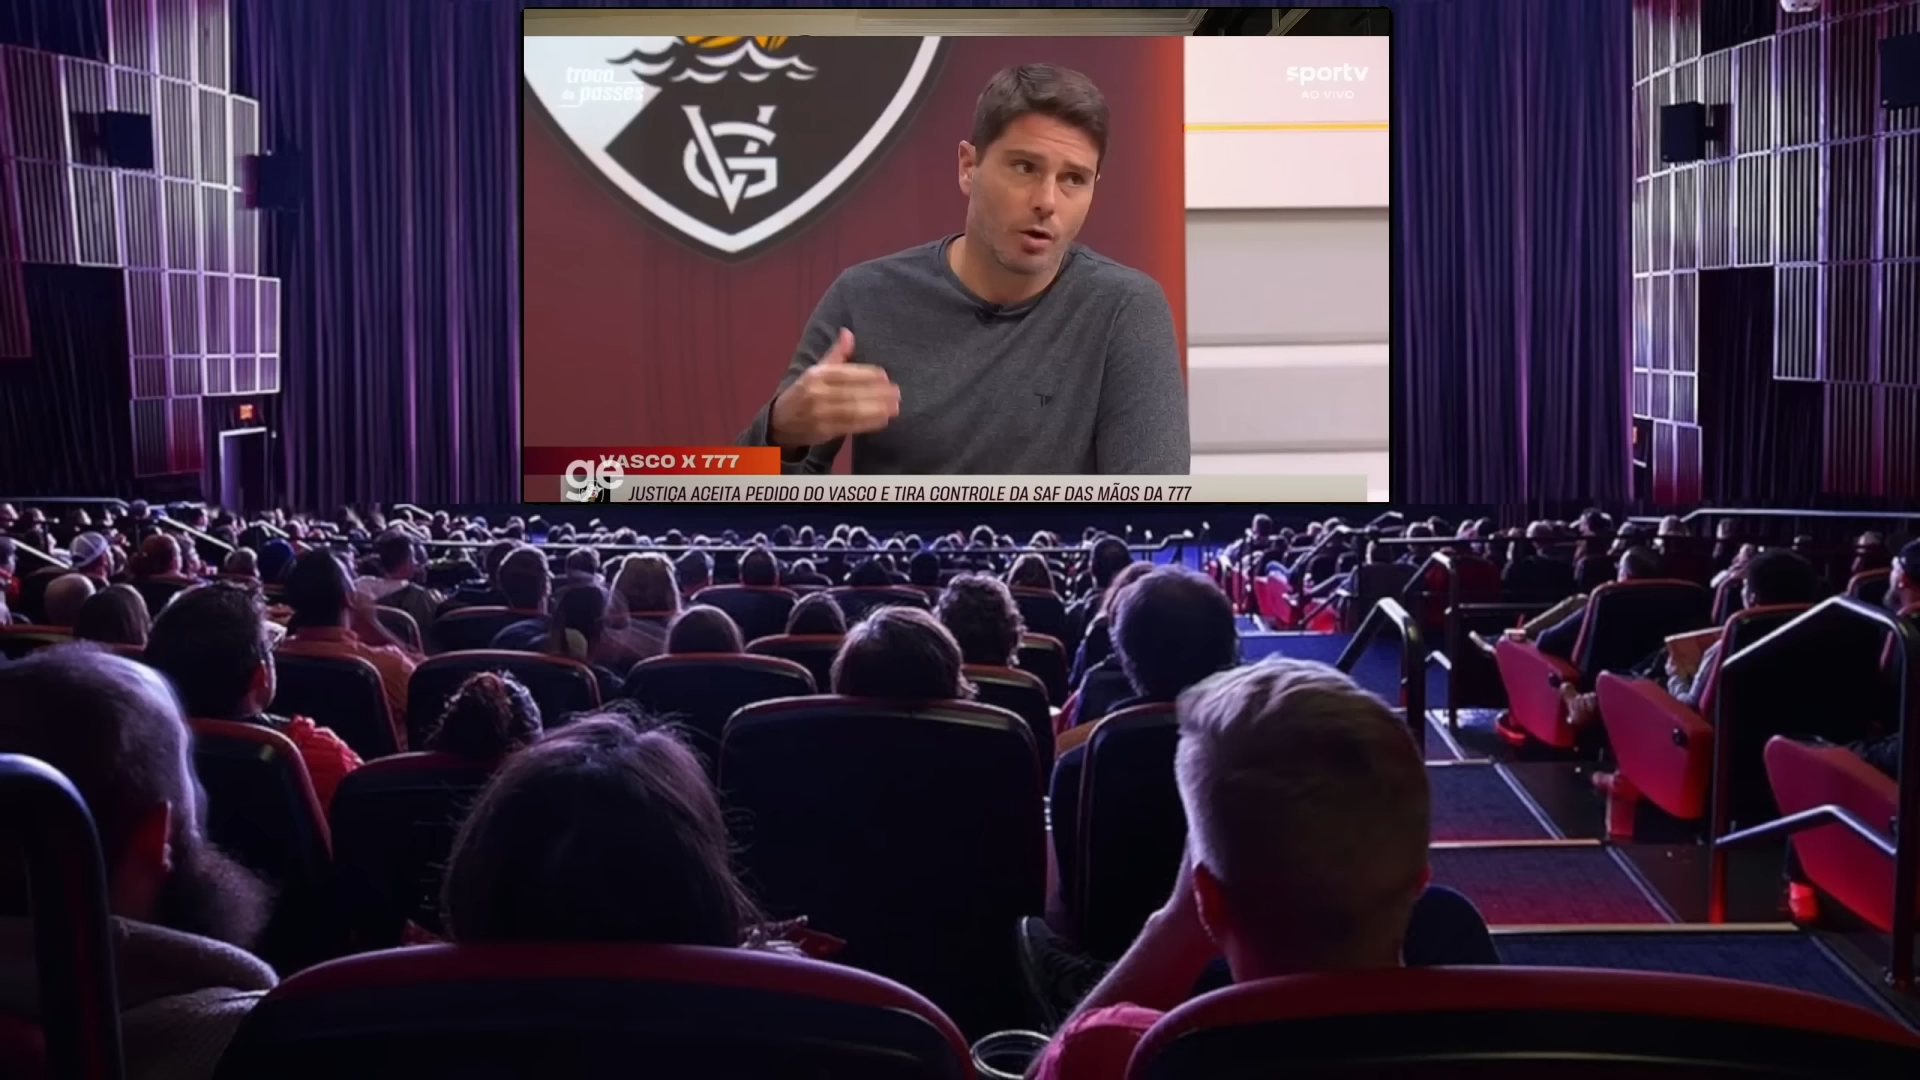 troca
de passes
sportv
AO VIVO
VG
VASCO X 777
ge
JUSTIÇA ACEITA PEDIDO DO VASCO E TIRA CONTROLE DA SAF DAS MÃOS DA 777